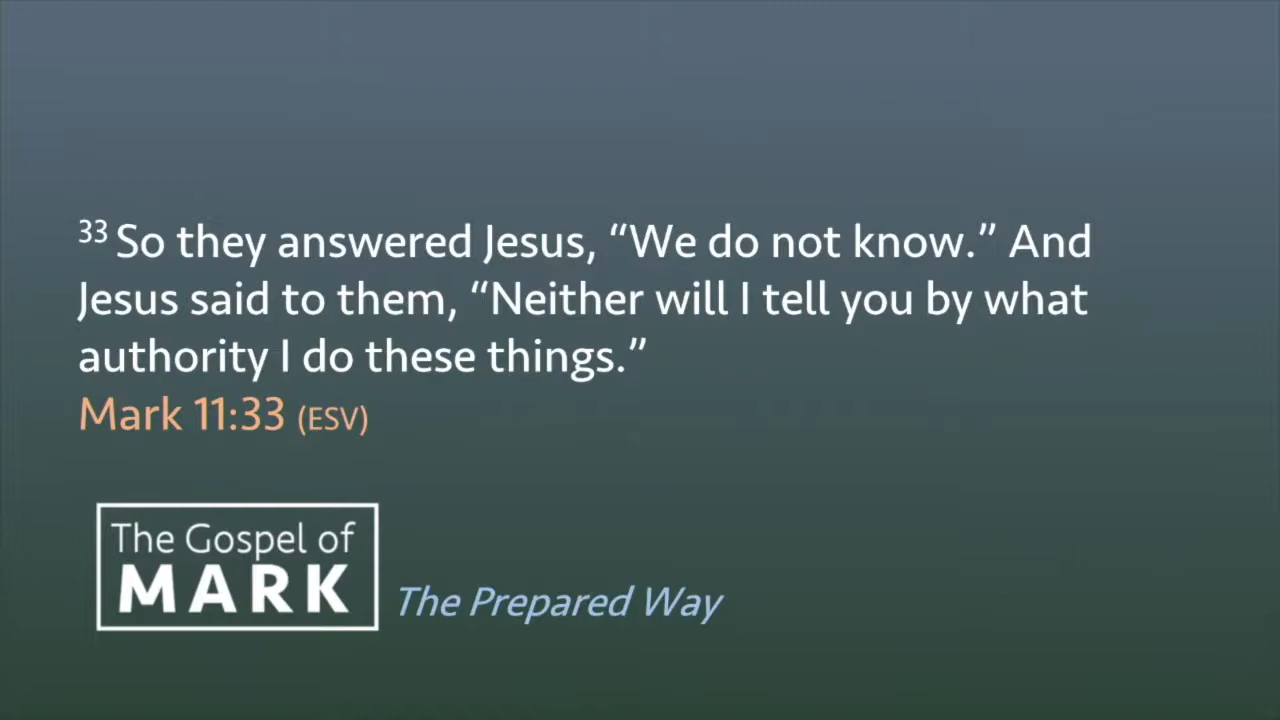 33 So they answered Jesus, “We do not know.” And
Jesus said to them, “Neither will I tell you by what
authority I do these things.”
Mark 11:33 (ESV)
The Gospel of
MARK
The Prepared Way